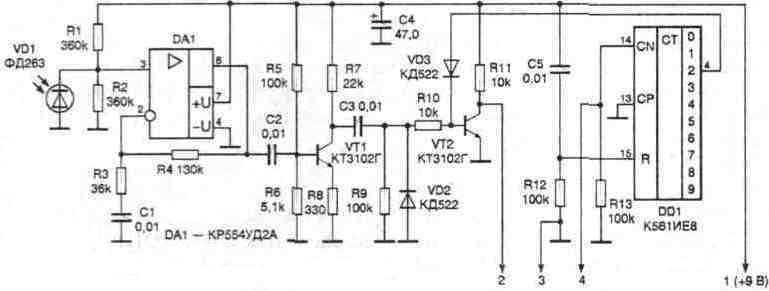 R1
360k
VD1
ФД263
R2
360k
3
2
DA1
6
7
+U
−U
4
R3
36k
R4 130k
C1
0,01
DA1 — КР554УД2А
C2
0,01
R5
100k
R6
5,1k
R7
22k
C3 0,01
VT1
КТ3102Г
R8
330
R9
100k
C4
47,0
+
R10
10k
VD2
КД522
VD3
КД522
R11
10k
VT2
КТ3102Г
C5
0,01
R12
100k
R13
100k
14
CN
13
CP
15
R
CT
0
1
2
3
4
5
6
7
8
9
4
DD1
К561ИЕ8
2
3
4
1 (+9 В)